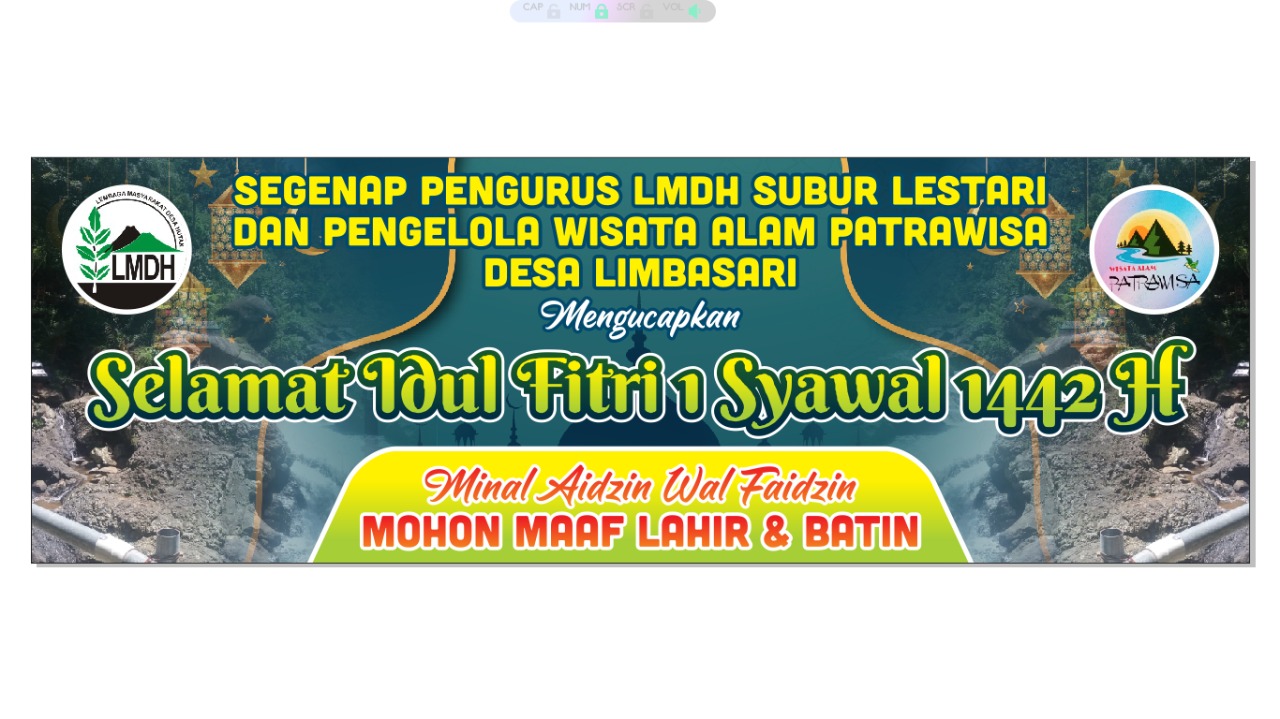 CAP NUM SCR VOL
SEGENAP PENGURUS LMDH SUBUR LESTARI
DAN PENGELOLA WISATA ALAM PATRAWISA
DESA LIMBASARI
Mengucapkan
Selamat Idul Fitri 1 Syawal 1442 H
Minal Aidzin Wal Faidzin
MOHON MAAF LAHIR & BATIN
LEMBAGA MASYARAKAT DESA HUTAN
LMDH
WISATA ALAM
PATRAWISA